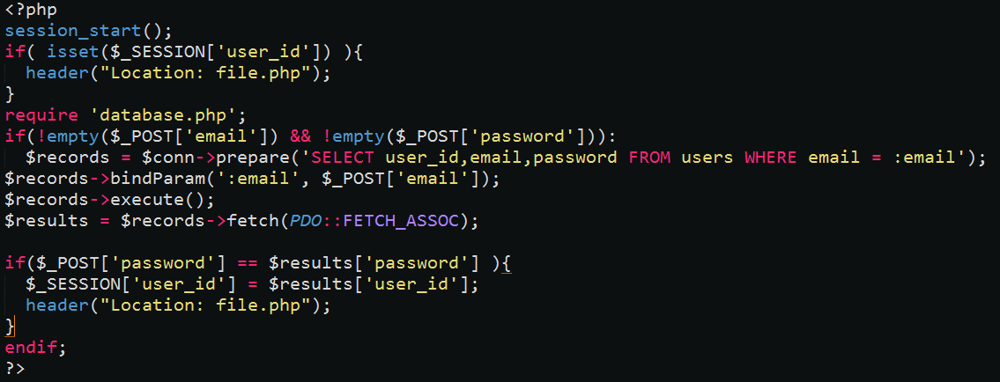 <?php
session_start();
if( isset($_SESSION['user_id']) ){
  header("Location: file.php");
}
require 'database.php';
if(!empty($_POST['email']) && !empty($_POST['password'])):
  $records = $conn->prepare('SELECT user_id,email,password FROM users WHERE email = :email');
$records->bindParam(':email', $_POST['email']);
$records->execute();
$results = $records->fetch(PDO::FETCH_ASSOC);

if($_POST['password'] == $results['password'] ){
  $_SESSION['user_id'] = $results['user_id'];
  header("Location: file.php");
}
endif;
?>